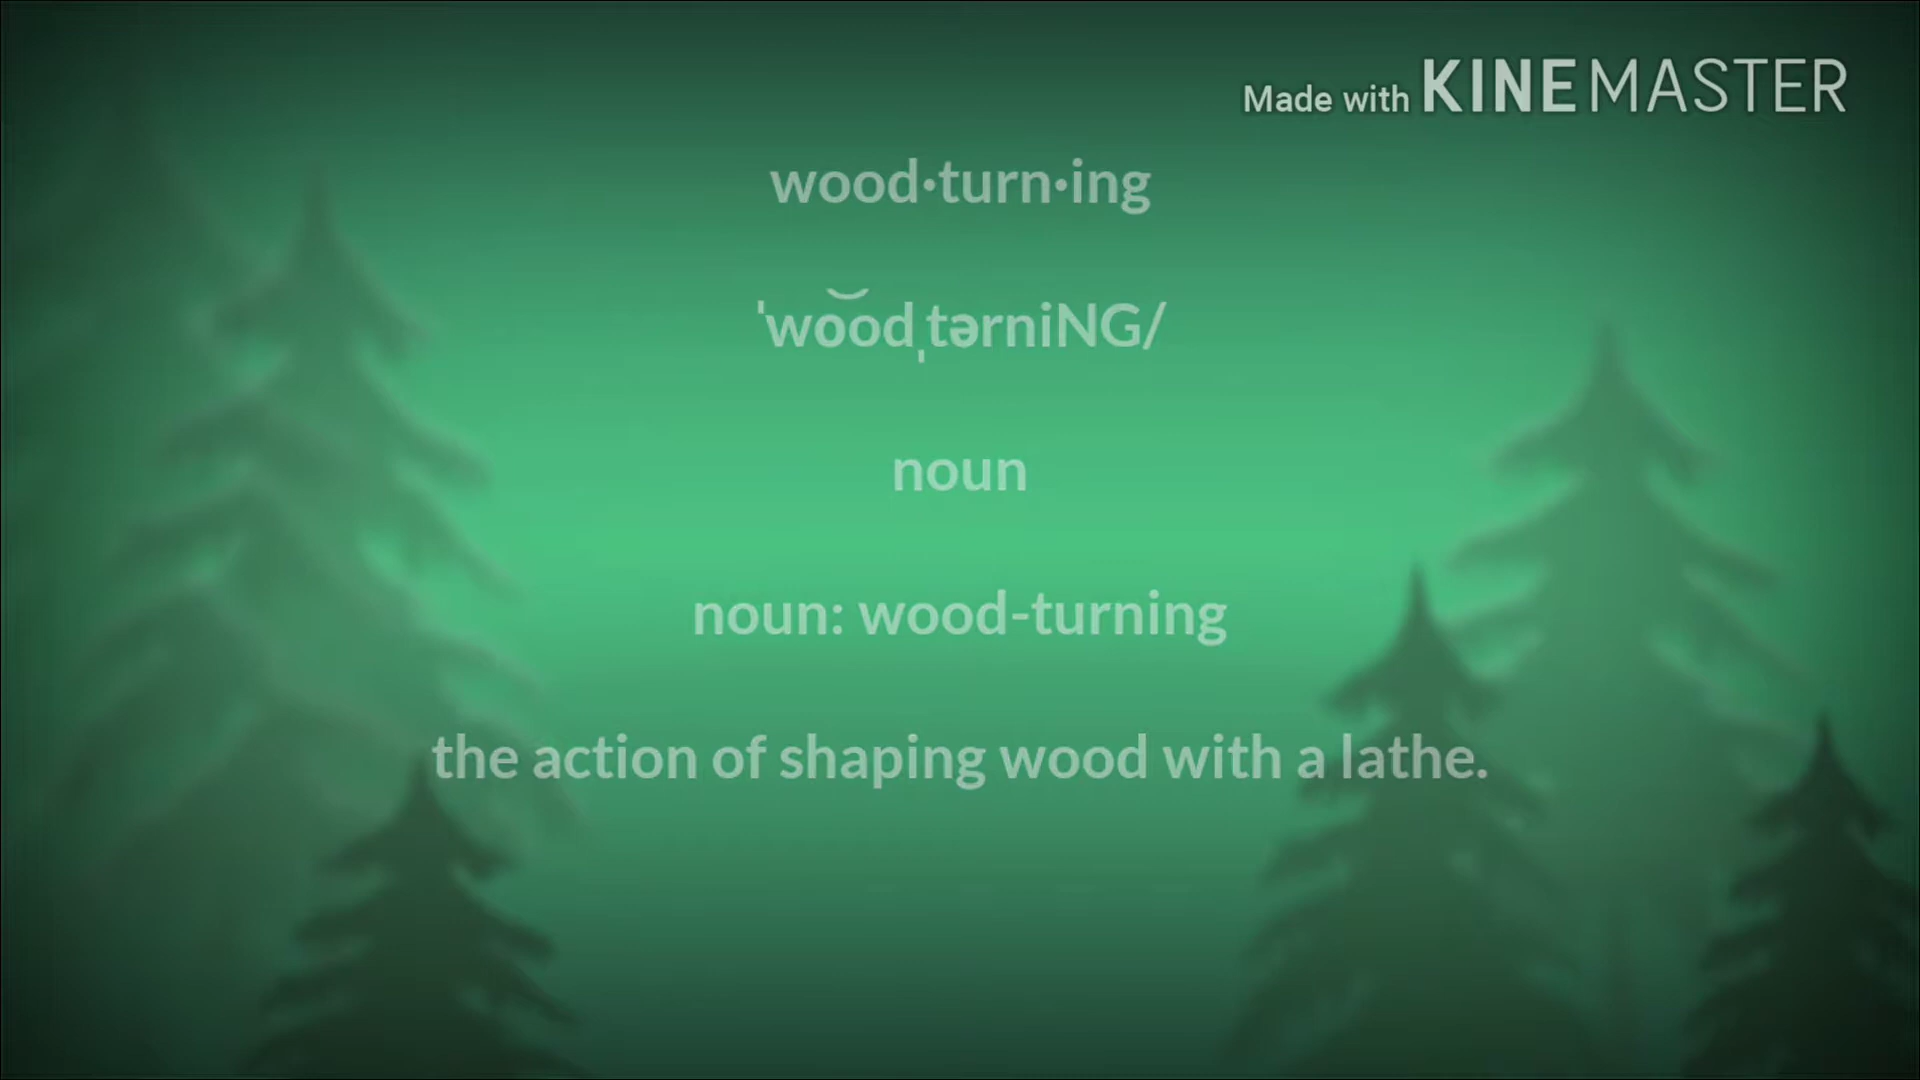 Made with KINEMASTER
wood·turn·ing
ˈwo͝odˌtərniNG/
noun
noun: wood-turning
the action of shaping wood with a lathe.